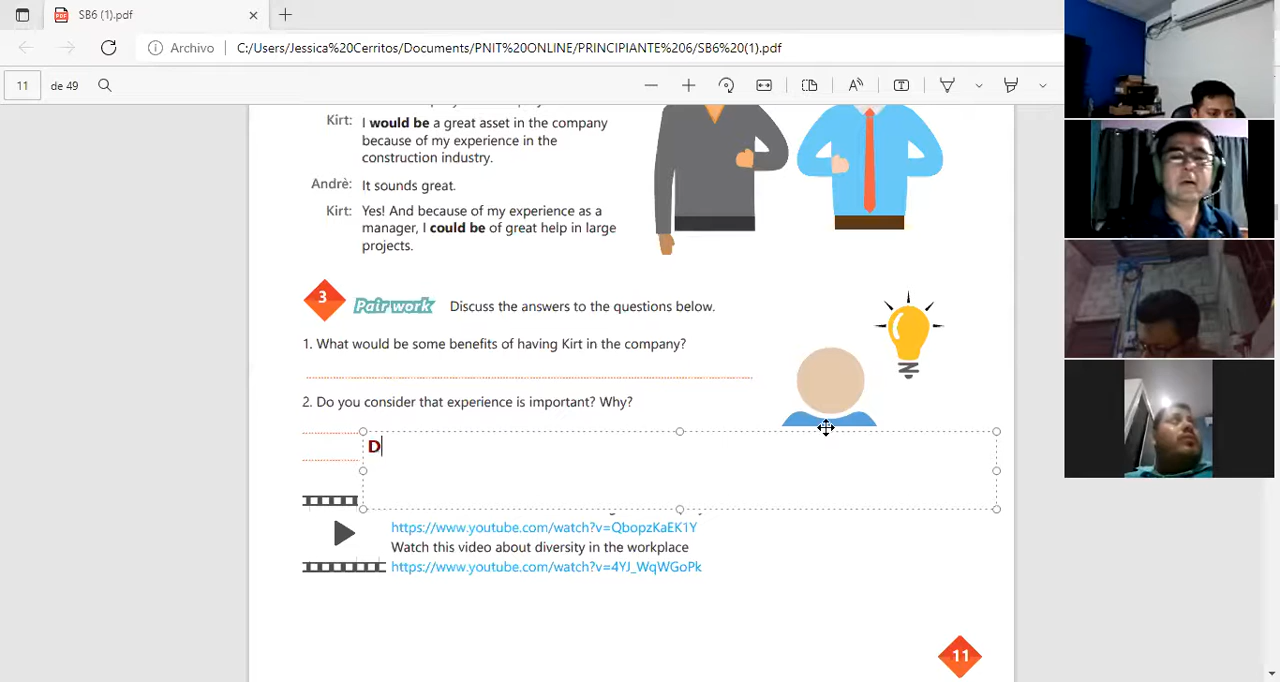 SB6 (1).pdf
Archivo
C:/Users/Jessica%20Cerritos/Documents/PNIT%20ONLINE/PRINCIPIANTE%206/SB6%20(1).pdf
11 de 49
Kirt: I would be a great asset in the company
because of my experience in the
construction industry.
Andrè: It sounds great.
Kirt: Yes! And because of my experience as a
manager, I could be of great help in large
projects.
3 Pair work Discuss the answers to the questions below.
1. What would be some benefits of having Kirt in the company?
2. Do you consider that experience is important? Why?
D
https://www.youtube.com/watch?v=QbopzKaEK1Y
Watch this video about diversity in the workplace
https://www.youtube.com/watch?v=4YJ_WqWGoPk
11